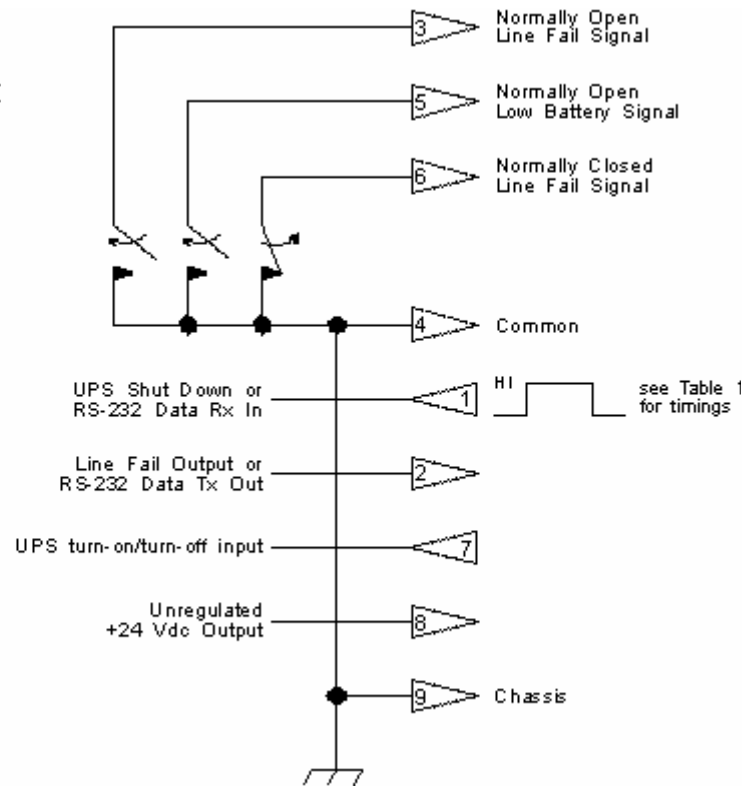 3 Normally Open
Line Fail Signal
5 Normally Open
Low Battery Signal
6 Normally Closed
Line Fail Signal
4 Common
UPS Shut Down or
RS-232 Data Rx In
1
HI
see Table 1
for timings
Line Fail Output or
RS-232 Data Tx Out
2
UPS turn-on/turn-off input
7
Unregulated
+24 Vdc Output
8
9 Chassis